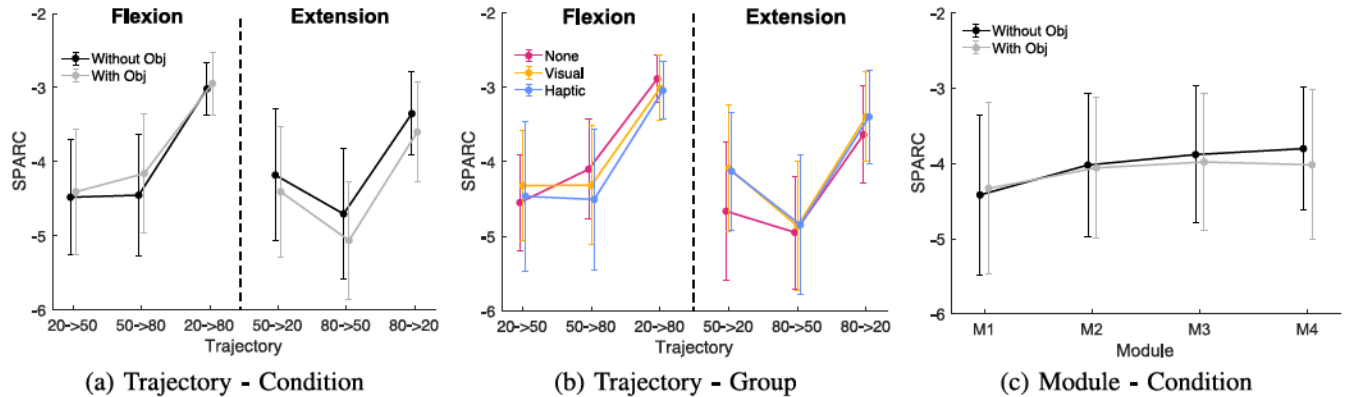 Flexion
Extension
Without Obj
With Obj
SPARC
-2
-3
-4
-5
-6
20->50
50->80
20->80
50->20
80->50
80->20
Trajectory
(a) Trajectory - Condition
Flexion
Extension
None
Visual
Haptic
SPARC
-2
-3
-4
-5
-6
20->50
50->80
20->80
50->20
80->50
80->20
Trajectory
(b) Trajectory - Group
Without Obj
With Obj
SPARC
-2
-3
-4
-5
-6
M1
M2
M3
M4
Module
(c) Module - Condition